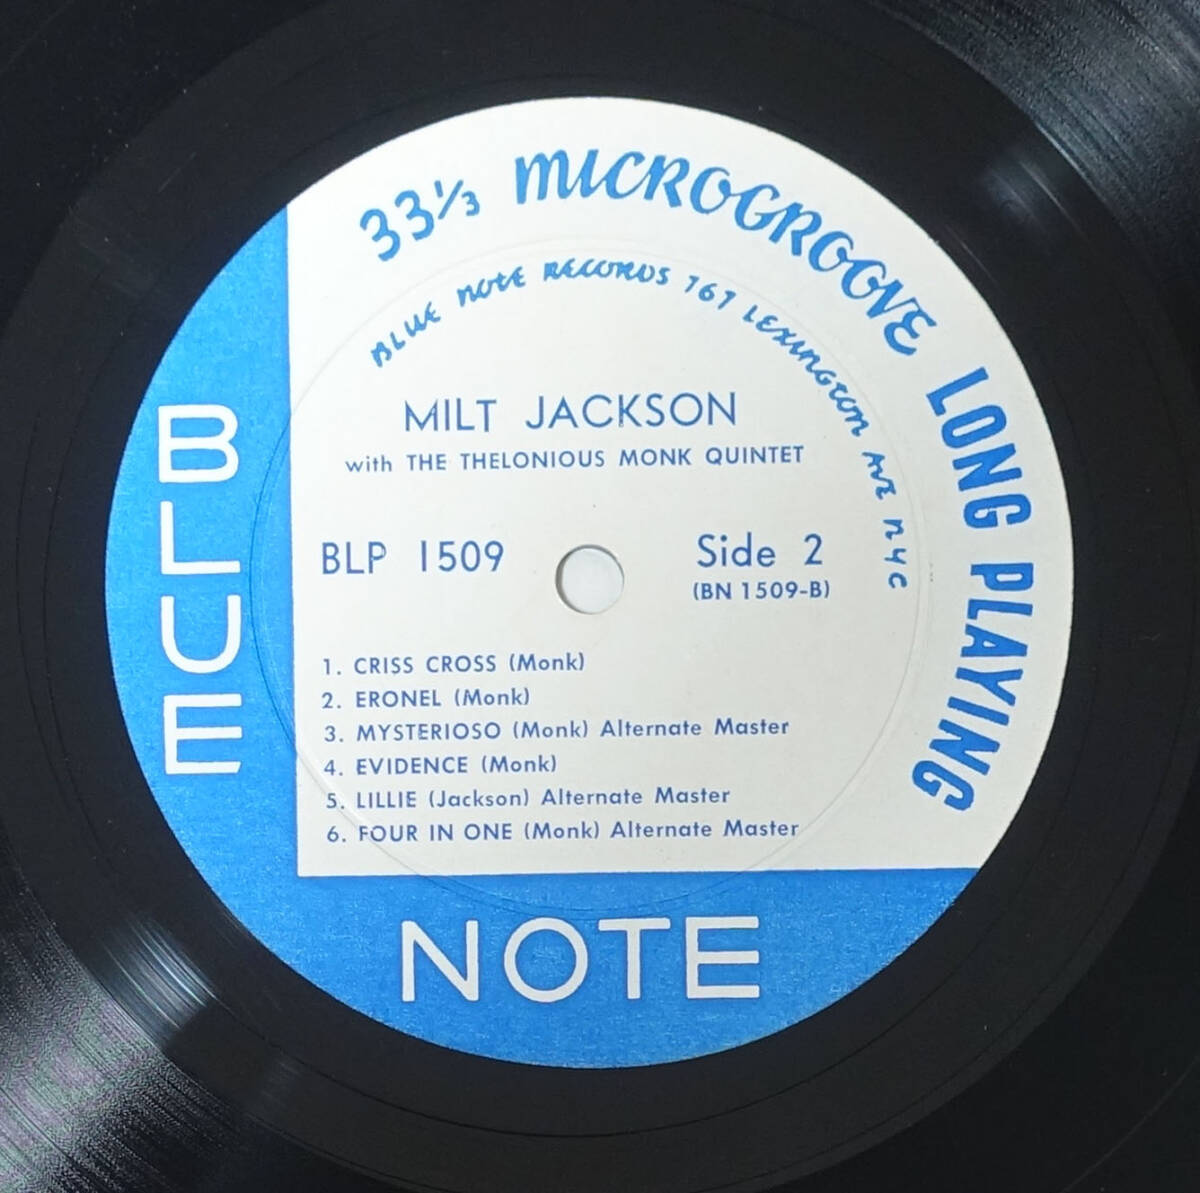 33⅓ MICROGROOVE LONG PLAYING
BLUE NOTE RECORDS 767 LEXINGTON AVE NYC
MILT JACKSON
with THE THELONIOUS MONK QUINTET
BLP 1509
Side 2
(BN 1509-B)
1. CRISS CROSS (Monk)
2. ERONEL (Monk)
3. MYSTERIOSO (Monk) Alternate Master
4. EVIDENCE (Monk)
5. LILLIE (Jackson) Alternate Master
6. FOUR IN ONE (Monk) Alternate Master
BLUE
NOTE